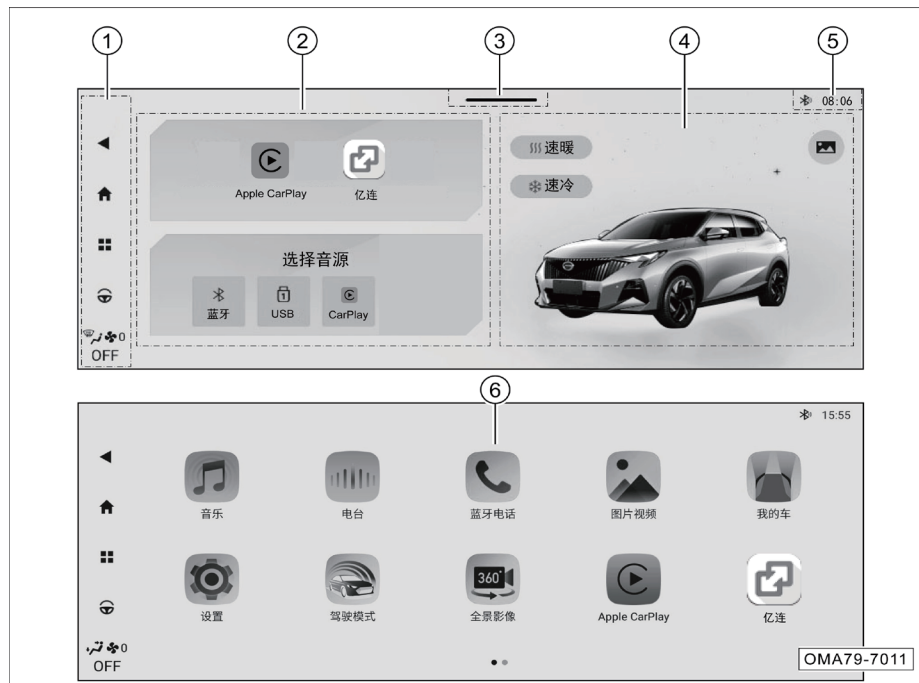 1
2
3
4
5
08:06
Apple CarPlay
亿连
速暖
速冷
选择音源
蓝牙
1
USB
CarPlay
0
OFF
6
15:55
音乐
电台
蓝牙电话
图片视频
我的车
360°
设置
驾驶模式
全景影像
Apple CarPlay
亿连
0
OFF
OMA79-7011